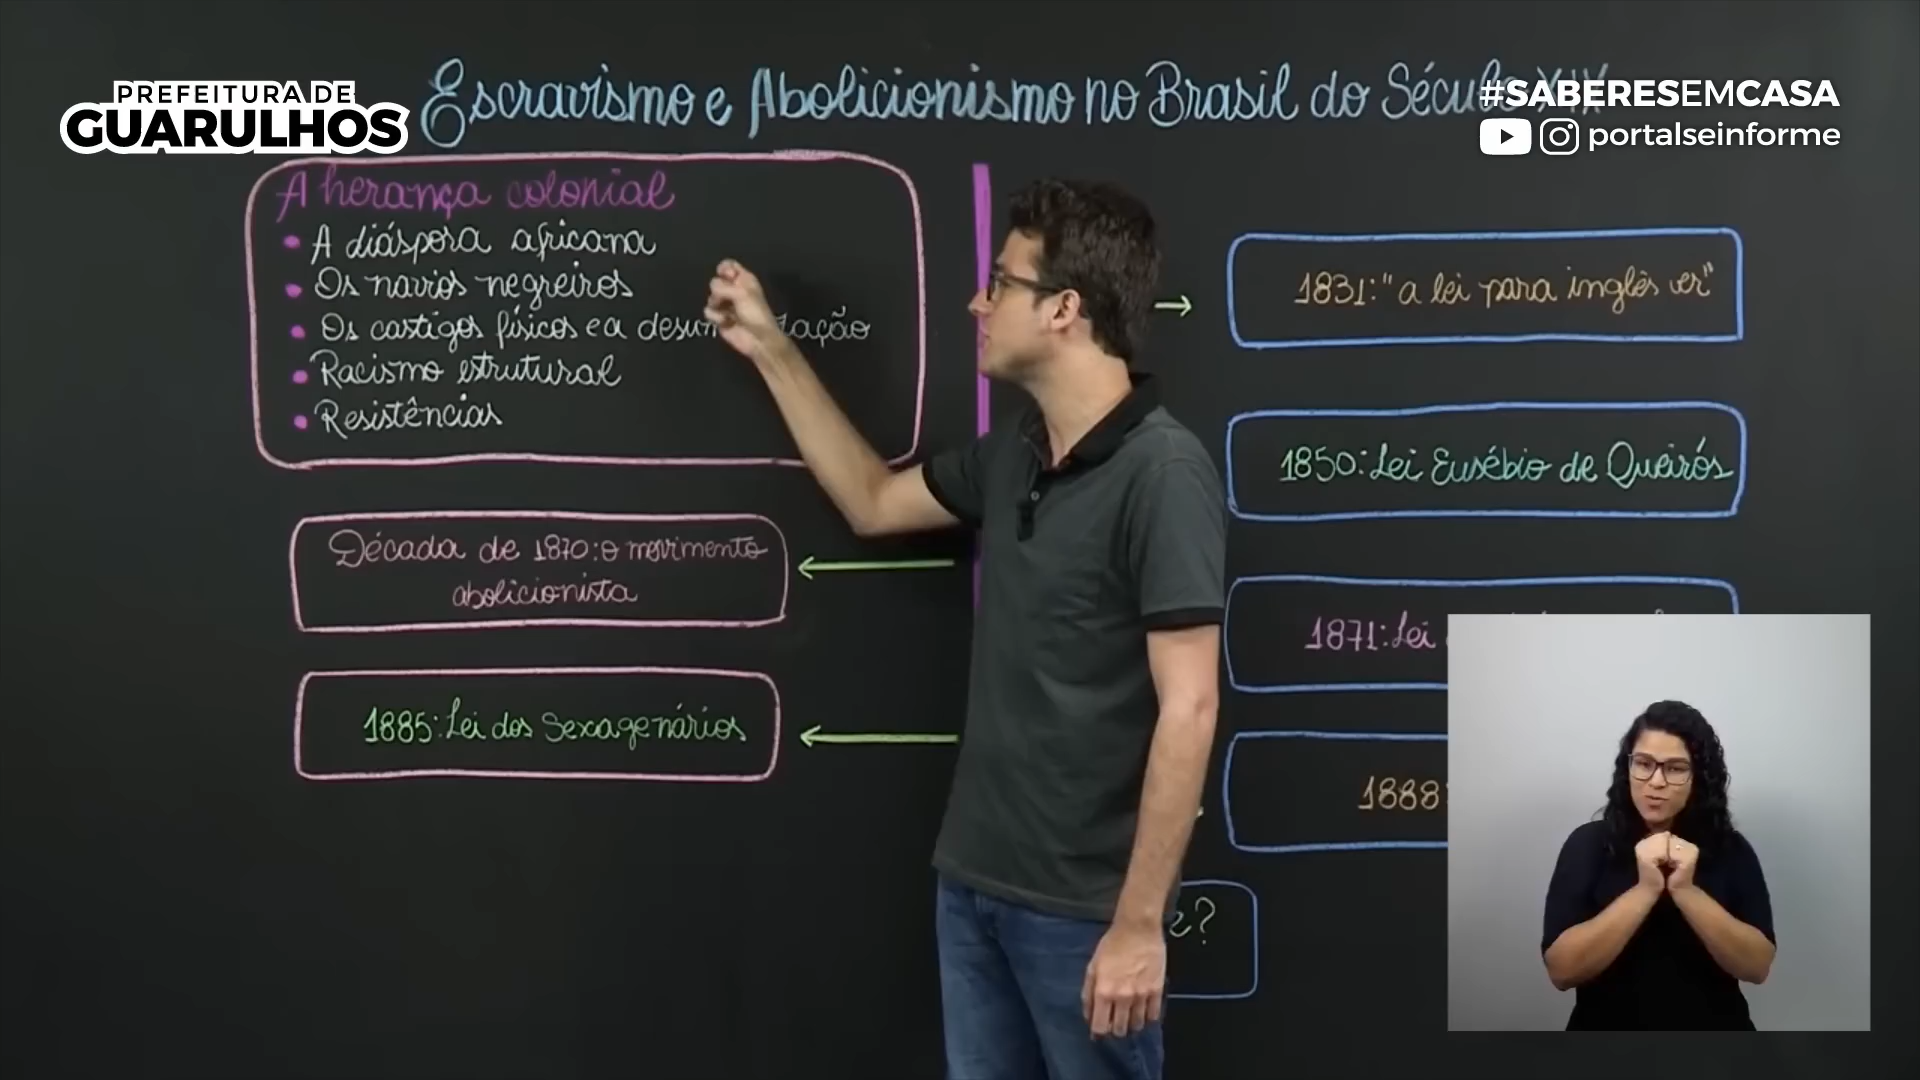 PREFEITURA DE
GUARULHOS
Escravismo e Abolicionismo no Brasil do Século XIX
#SABERESEMCASA
portalseinforme
A herança colonial
• A diáspora africana
• Os navios negreiros
• Os castigos físicos e a desum zação
• Racismo estrutural
• Resistências
1831: "a lei para inglês ver"
1850: Lei Eusébio de Queirós
Década de 1870: o movimento
abolicionista
1871: Lei
1885: Lei dos Sexagenários
1888:
e?